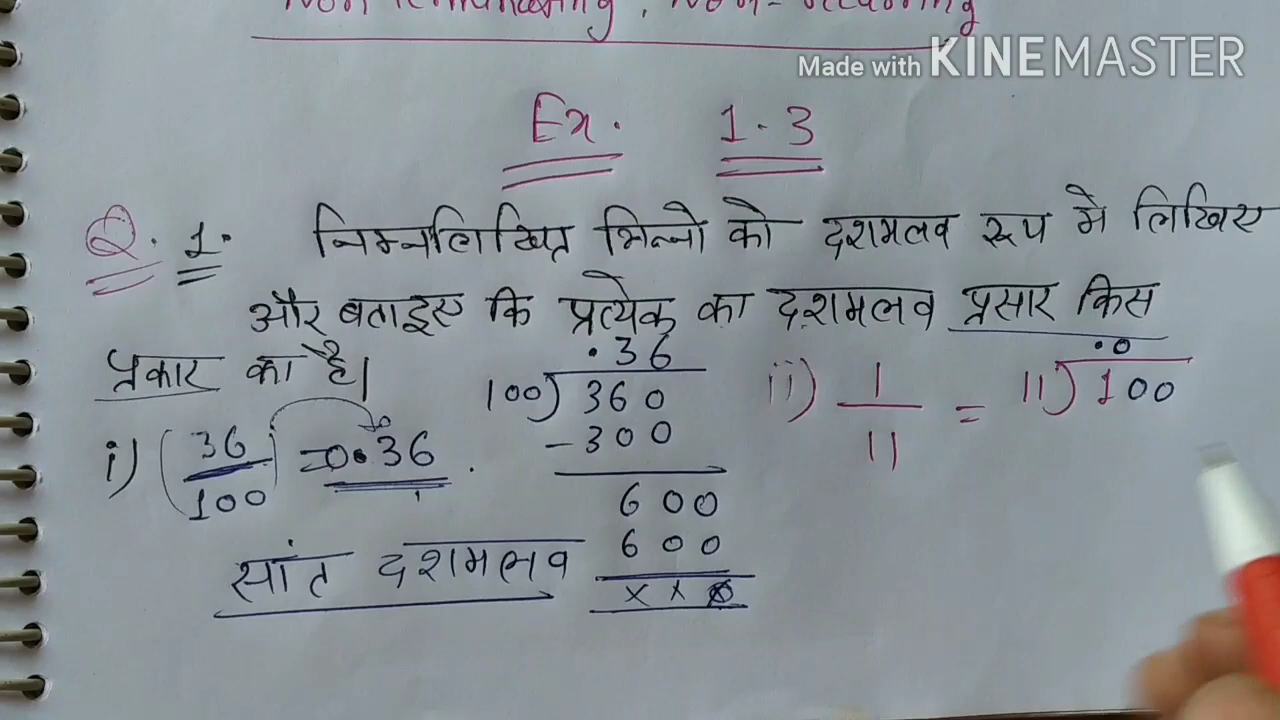 Made with KINEMASTER
Ex. 1.3
Q.1. निम्नलिखित भिन्नो को दशमलव रूप मे लिखिए
और बताइए कि प्रत्येक का दशमलव प्रसार किस
प्रकार का है।
i) (36/100) = 0.36 .
सांत दशमलव
.36
100) 360
-300
600
600
x x 0
ii) 1/11 =
.0
11) 100